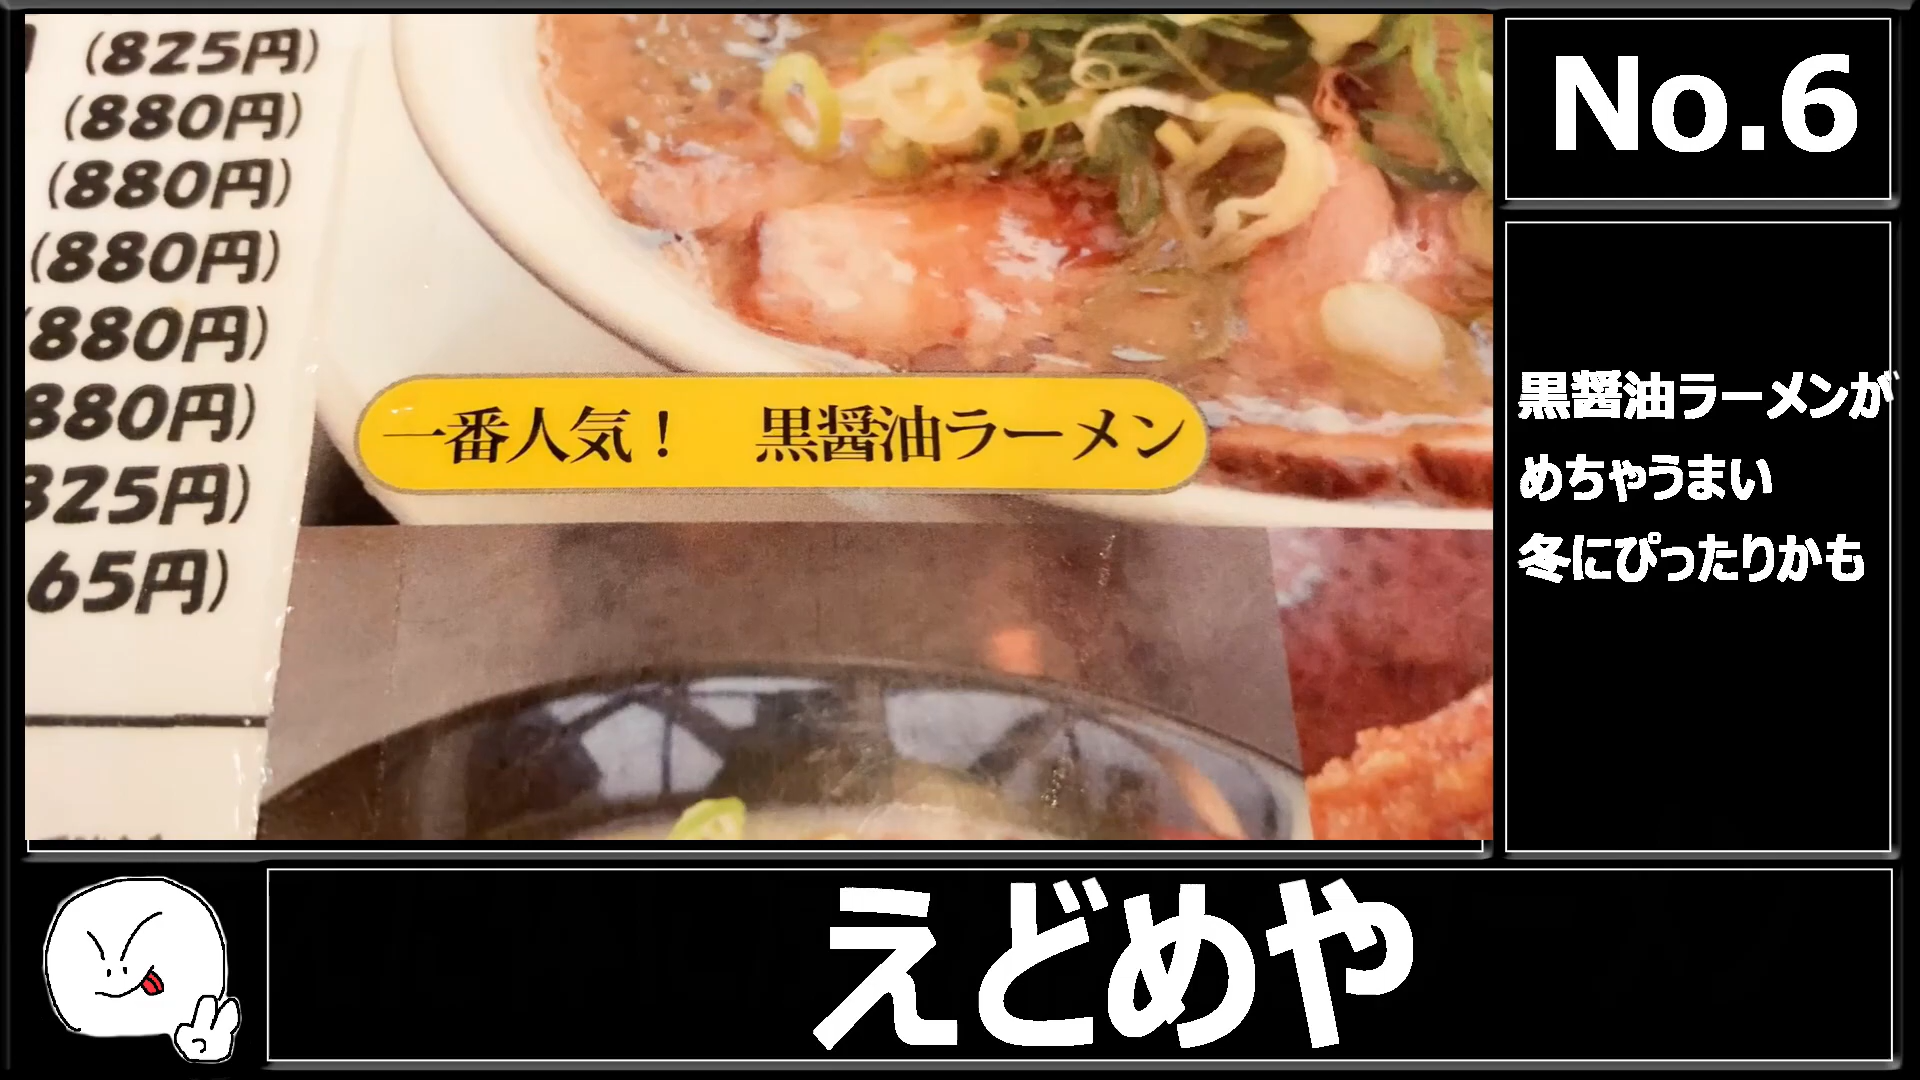 (825円)
(880円)
(880円)
(880円)
880円)
880円)
825円)
65円)
一番人気！　黒醤油ラーメン
No.6
黒醤油ラーメンが
めちゃうまい
冬にぴったりかも
えどめや